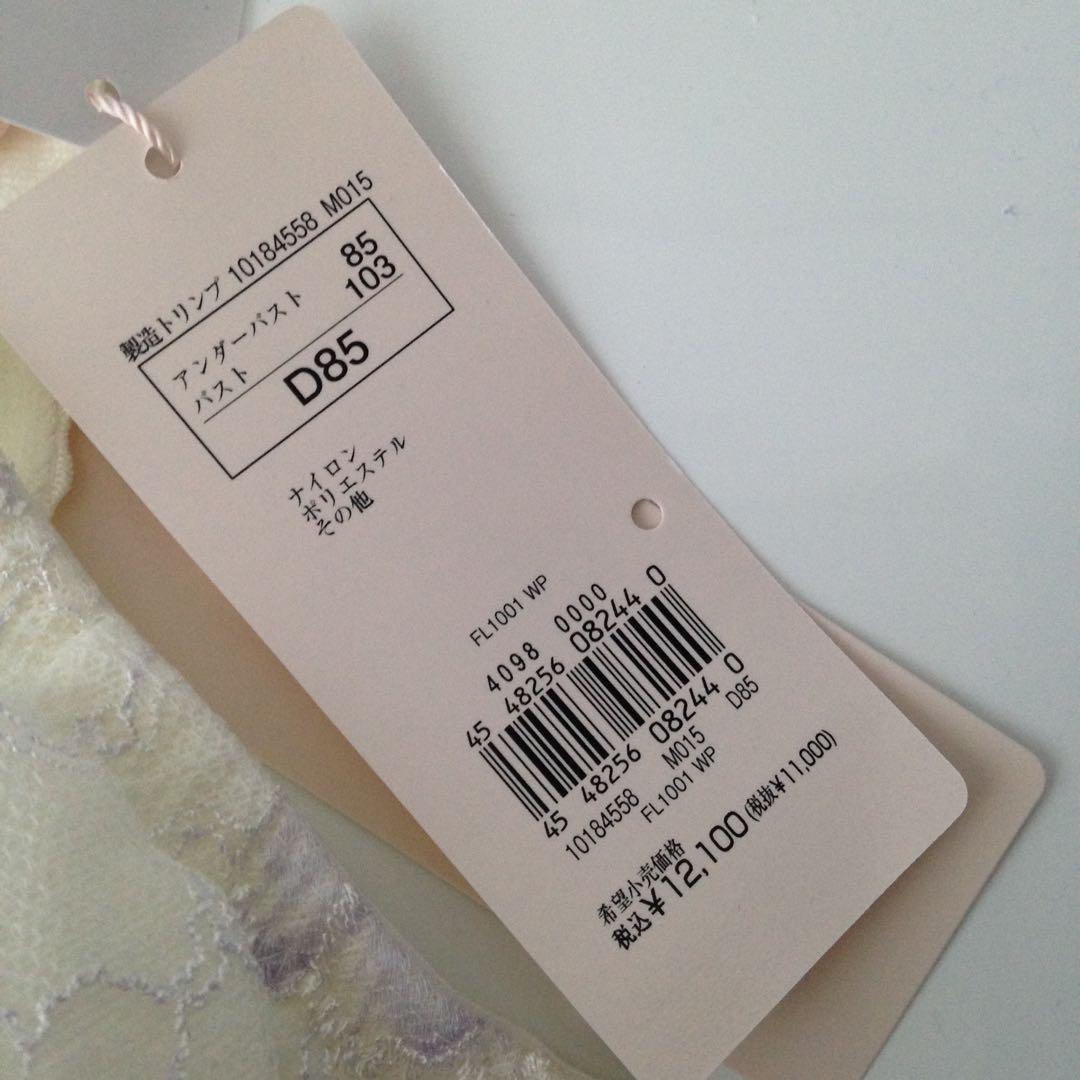 製造トリンプ 10184558 M015
アンダーバスト 85
バスト 103
D85
ナイロン
ポリエステル
その他
FL1001 WP
4098 0000
45 48256 08244 0
45 48256 08244 0
10184558 M015 D85
FL1001 WP
希望小売価格
税込¥12,100(税抜¥11,000)